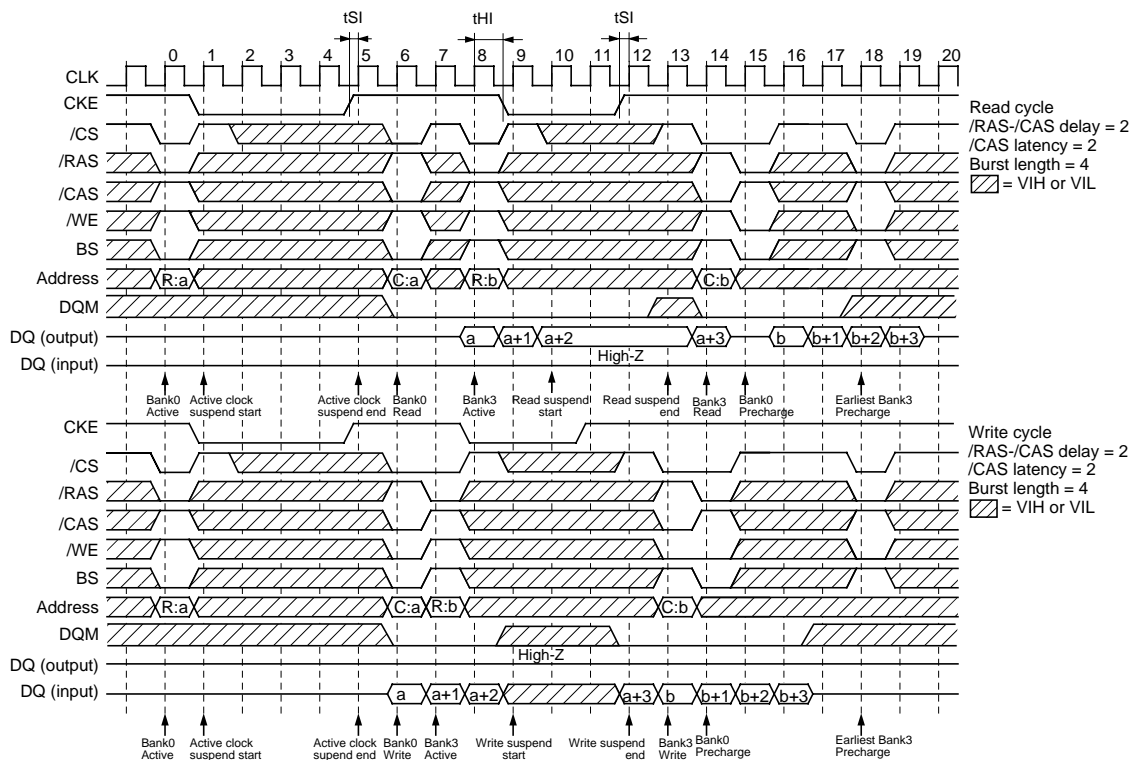 tSI tHI tSI
0 1 2 3 4 5 6 7 8 9 10 11 12 13 14 15 16 17 18 19 20
CLK
CKE
/CS
/RAS
/CAS
/WE
BS
Address R:a C:a R:b C:b
DQM
DQ (output) a a+1 a+2 a+3 b b+1 b+2 b+3
High-Z
DQ (input)
Bank0 Active
Active clock suspend start
Active clock suspend end
Bank0 Read
Bank3 Active
Read suspend start
Read suspend end
Bank3 Read
Bank0 Precharge
Earliest Bank3 Precharge
Read cycle
/RAS-/CAS delay = 2
/CAS latency = 2
Burst length = 4
= VIH or VIL
CKE
/CS
/RAS
/CAS
/WE
BS
Address R:a C:a R:b C:b
DQM
High-Z
DQ (output)
DQ (input) a a+1 a+2 a+3 b b+1 b+2 b+3
Bank0 Active
Active clock suspend start
Active clock supend end
Bank0 Write
Bank3 Active
Write suspend start
Write suspend end
Bank3 Write
Bank0 Precharge
Earliest Bank3 Precharge
Write cycle
/RAS-/CAS delay = 2
/CAS latency = 2
Burst length = 4
= VIH or VIL